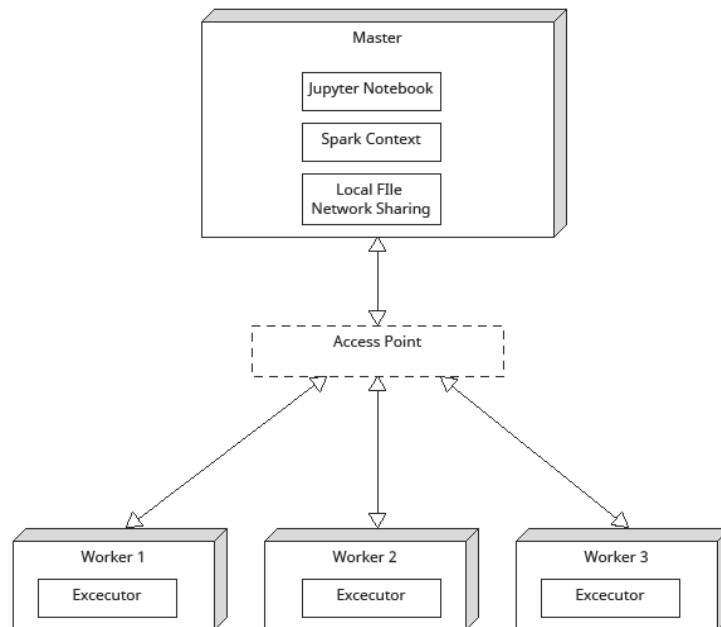 Master
Jupyter Notebook
Spark Context
Local FIle
Network Sharing
Access Point
Worker 1
Worker 2
Worker 3
Excecutor
Excecutor
Excecutor